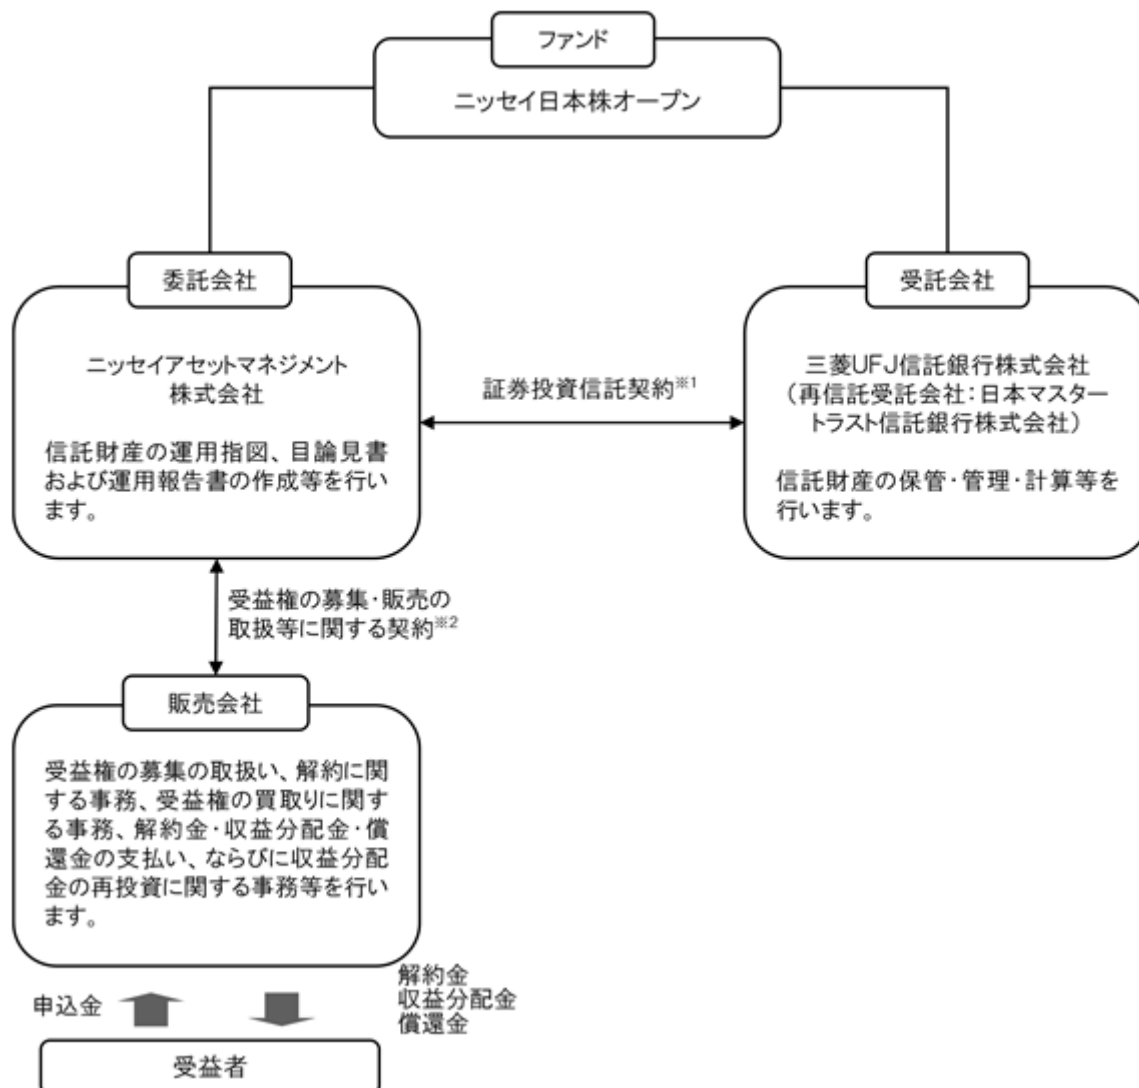 ファンド
ニッセイ日本株オープン
委託会社
ニッセイアセットマネジメント
株式会社
信託財産の運用指図、目論見書
および運用報告書の作成等を行い
ます。
証券投資信託契約※1
受託会社
三菱UFJ信託銀行株式会社
(再信託受託会社:日本マスター
トラスト信託銀行株式会社)
信託財産の保管・管理・計算等を
行います。
受益権の募集・販売の
取扱等に関する契約※2
販売会社
受益権の募集の取扱い、解約に関
する事務、受益権の買取りに関す
る事務、解約金・収益分配金・償
還金の支払い、ならびに収益分配
金の再投資に関する事務等を行い
ます。
申込金
解約金
収益分配金
償還金
受益者